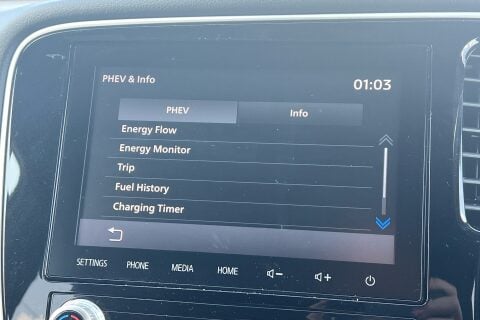 PHEV & Info
01:03
PHEV
Info
Energy Flow
Energy Monitor
Trip
Fuel History
Charging Timer
SETTINGS PHONE MEDIA HOME